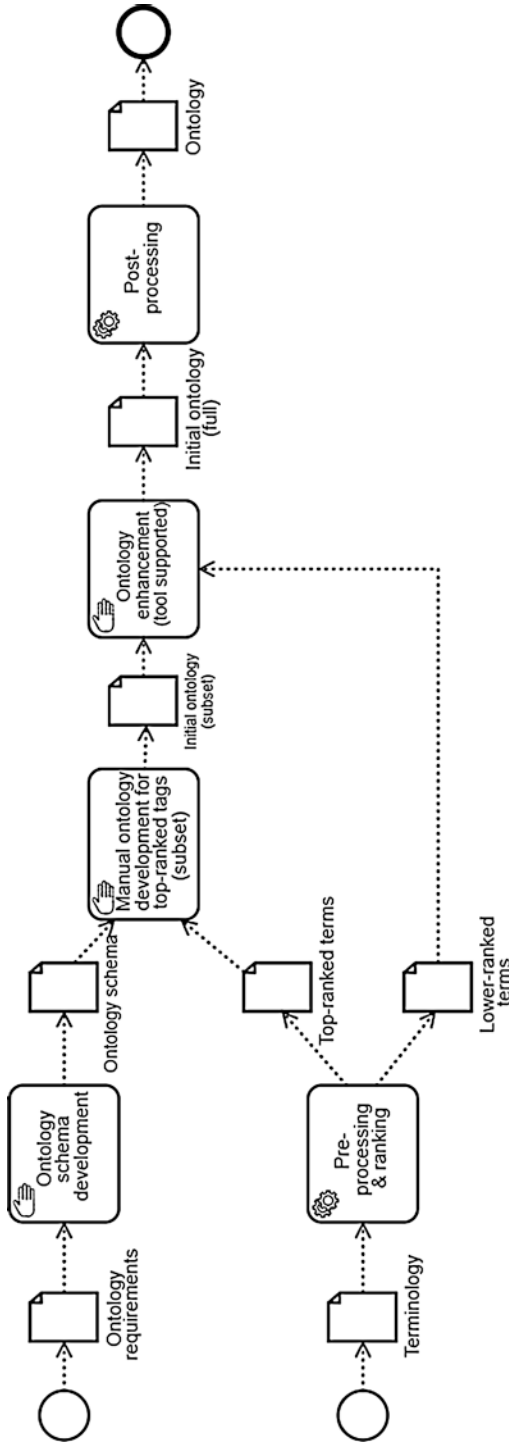 Ontology
requirements
Ontology
schema
development
Ontology schema
Terminology
Pre-
processing
& ranking
Top-ranked terms
Lower-ranked
terms
Manual ontology
development for
top-ranked tags
(subset)
Initial ontology
(subset)
Ontology
enhancement
(tool supported)
Initial ontology
(full)
Post-
processing
Ontology